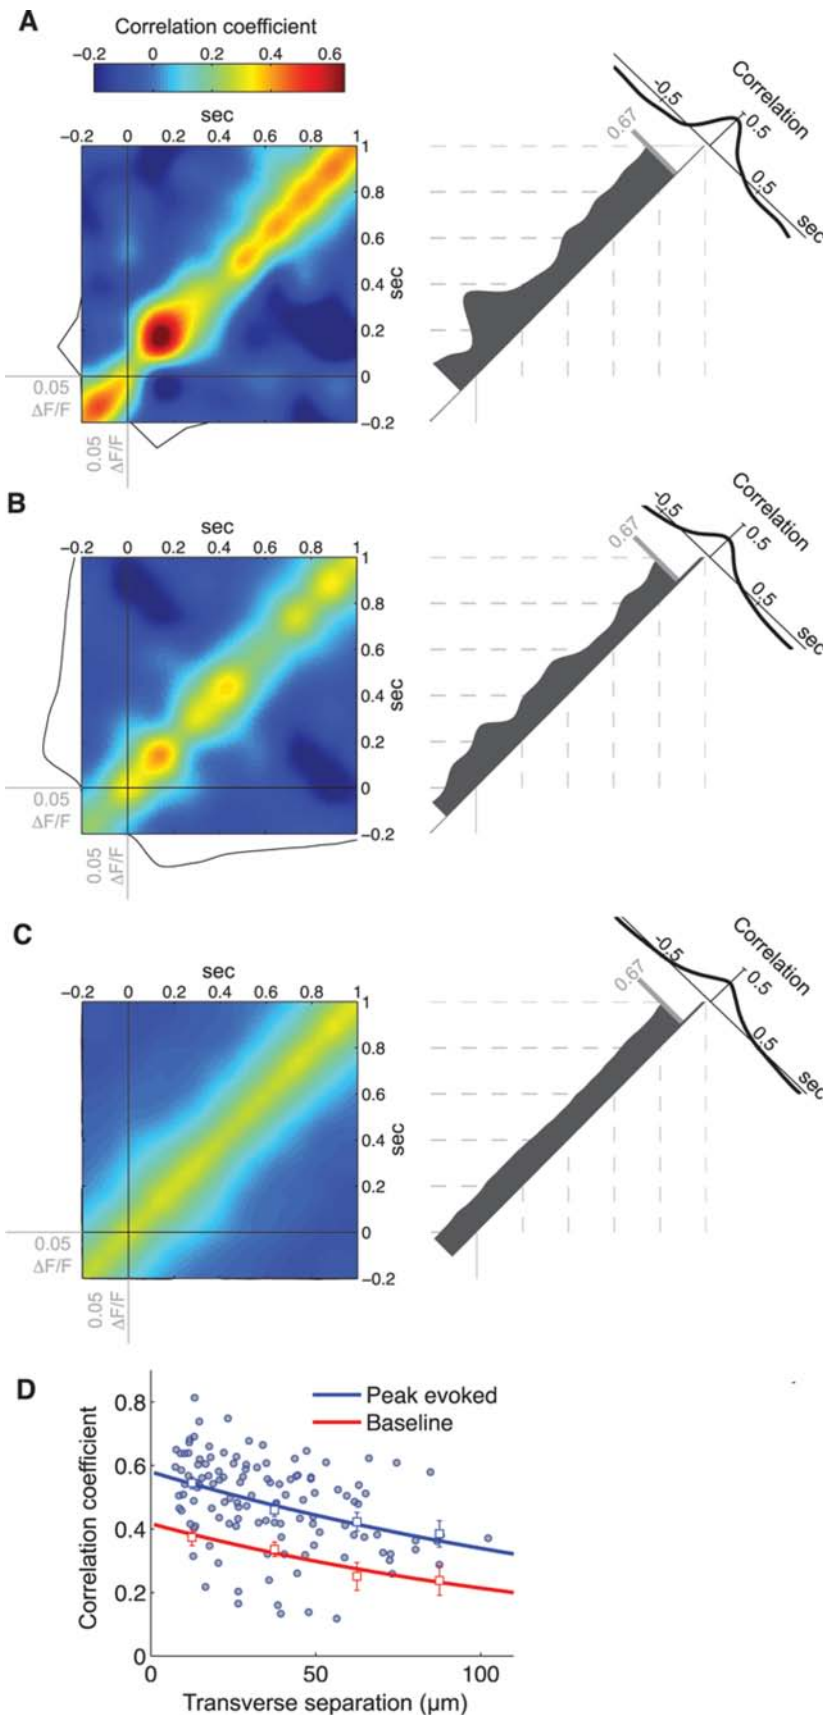 A
Correlation coefficient
−0.2 0 0.2 0.4 0.6
sec
−0.2 0 0.2 0.4 0.6 0.8 1
1
0.8
0.6
0.4
0.2
0
−0.2
sec
0.05
ΔF/F
0.05
ΔF/F
0.67
-0.5
0.5
0.5
Correlation
sec
B
sec
−0.2 0 0.2 0.4 0.6 0.8 1
1
0.8
0.6
0.4
0.2
0
−0.2
sec
0.05
ΔF/F
0.05
ΔF/F
0.67
-0.5
0.5
0.5
Correlation
sec
C
sec
−0.2 0 0.2 0.4 0.6 0.8 1
1
0.8
0.6
0.4
0.2
0
−0.2
sec
0.05
ΔF/F
0.05
ΔF/F
0.67
-0.5
0.5
0.5
Correlation
sec
D
Peak evoked
Baseline
Correlation coefficient
0.8
0.6
0.4
0.2
0
0 50 100
Transverse separation (μm)